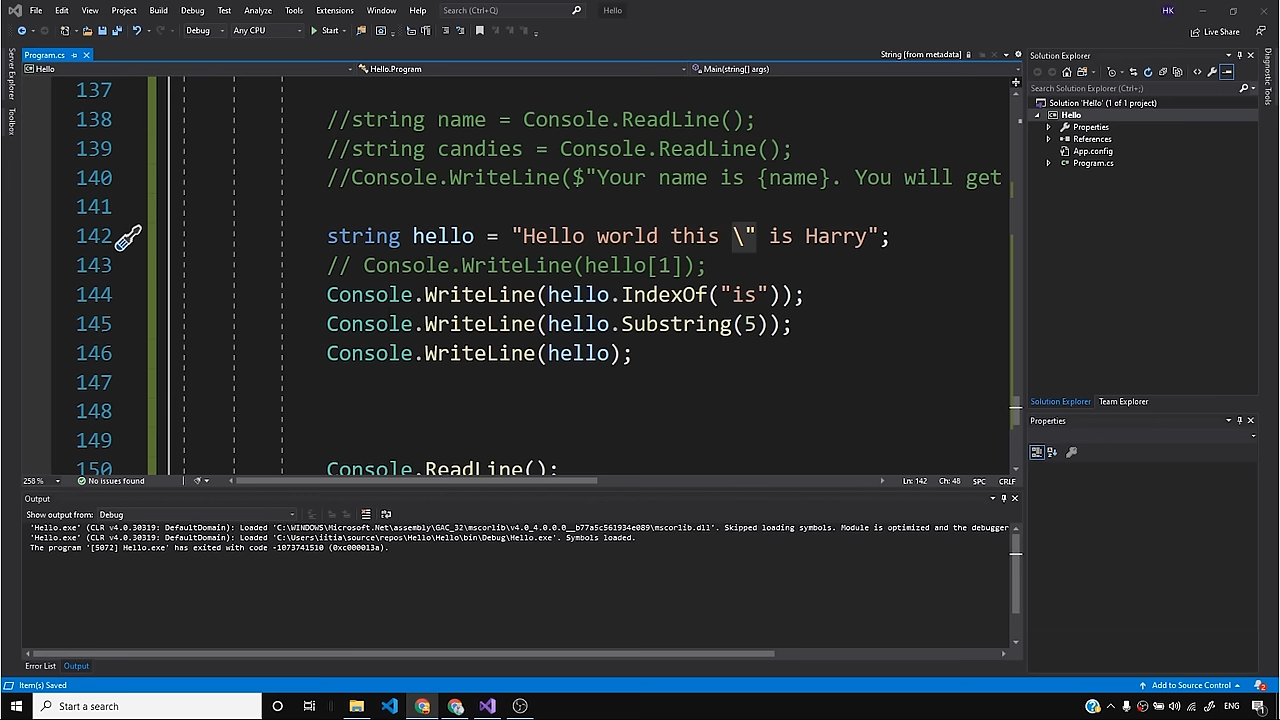 File Edit View Project Build Debug Test Analyze Tools Extensions Window Help Search (Ctrl+Q) Hello HK
Debug Any CPU Start Live Share
Program.cs String [from metadata]
Hello Hello.Program Main(string[] args)
137
138 //string name = Console.ReadLine();
139 //string candies = Console.ReadLine();
140 //Console.WriteLine($"Your name is {name}. You will get
141
142 string hello = "Hello world this \" is Harry";
143 // Console.WriteLine(hello[1]);
144 Console.WriteLine(hello.IndexOf("is"));
145 Console.WriteLine(hello.Substring(5));
146 Console.WriteLine(hello);
147
148
149
150 Console.ReadLine();
258 % No issues found Ln: 142 Ch: 48 SPC CRLF
Output
Show output from: Debug
'Hello.exe' (CLR v4.0.30319: DefaultDomain): Loaded 'C:\WINDOWS\Microsoft.Net\assembly\GAC_32\mscorlib\v4.0_4.0.0.0__b77a5c561934e089\mscorlib.dll'. Skipped loading symbols. Module is optimized and the debugger
'Hello.exe' (CLR v4.0.30319: DefaultDomain): Loaded 'C:\Users\iitia\source\repos\Hello\Hello\bin\Debug\Hello.exe'. Symbols loaded.
The program '[5072] Hello.exe' has exited with code -1073741510 (0xc000013a).
Error List Output
Server Explorer
Toolbox
Solution Explorer
Search Solution Explorer (Ctrl+;)
Solution 'Hello' (1 of 1 project)
Hello
Properties
References
App.config
Program.cs
Solution Explorer Team Explorer
Properties
Diagnostic Tools
Item(s) Saved Add to Source Control 2
Start a search ENG